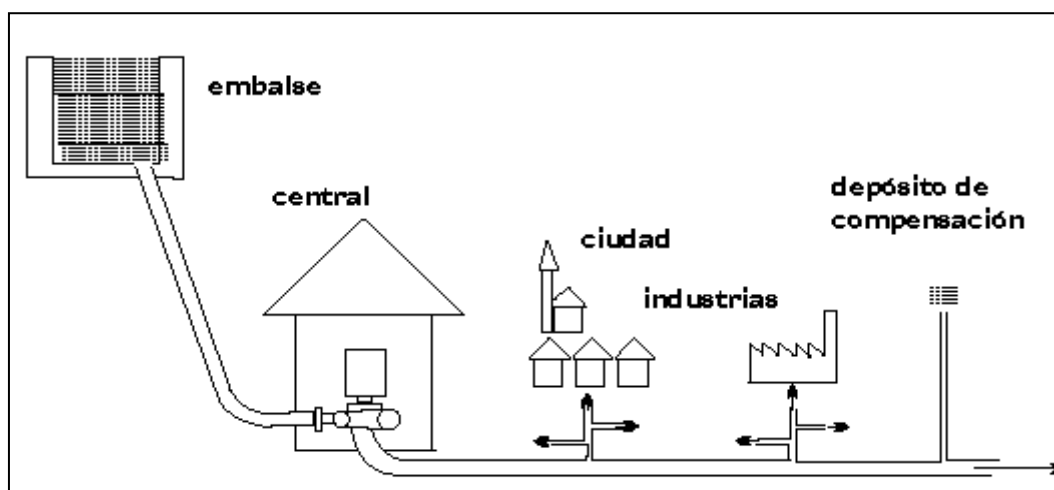 embalse
central
ciudad
industrias
depósito de
compensación